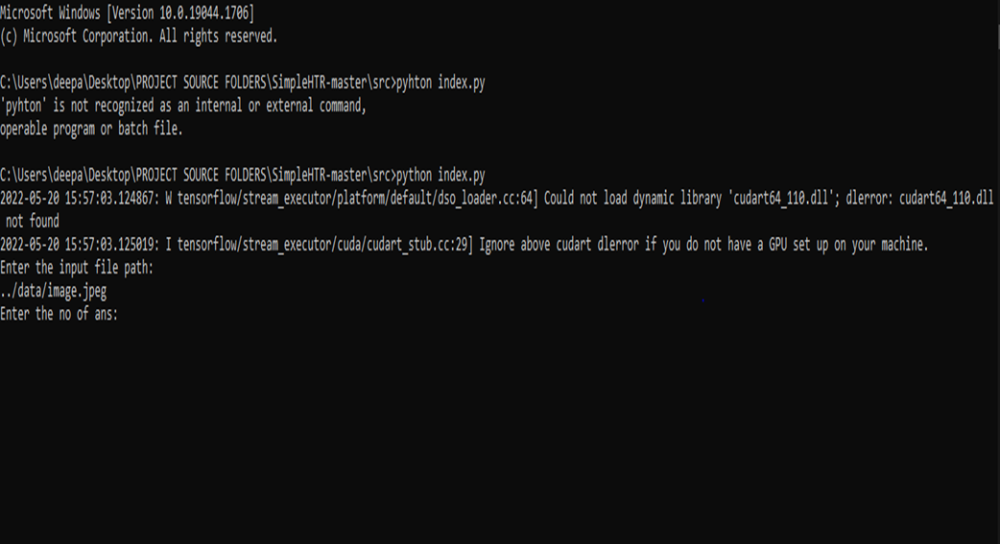 Microsoft Windows [Version 10.0.19044.1706]
(c) Microsoft Corporation. All rights reserved.
C:\Users\deepa\Desktop\PROJECT SOURCE FOLDERS\SimpleHTR-master\src>pyhton index.py
'pyhton' is not recognized as an internal or external command,
operable program or batch file.
C:\Users\deepa\Desktop\PROJECT SOURCE FOLDERS\SimpleHTR-master\src>python index.py
2022-05-20 15:57:03.124867: W tensorflow/stream_executor/platform/default/dso_loader.cc:64] Could not load dynamic library 'cudart64_110.dll'; dlerror: cudart64_110.dll
not found
2022-05-20 15:57:03.125019: I tensorflow/stream_executor/cuda/cudart_stub.cc:29] Ignore above cudart dlerror if you do not have a GPU set up on your machine.
Enter the input file path:
../data/image.jpeg
Enter the no of ans: